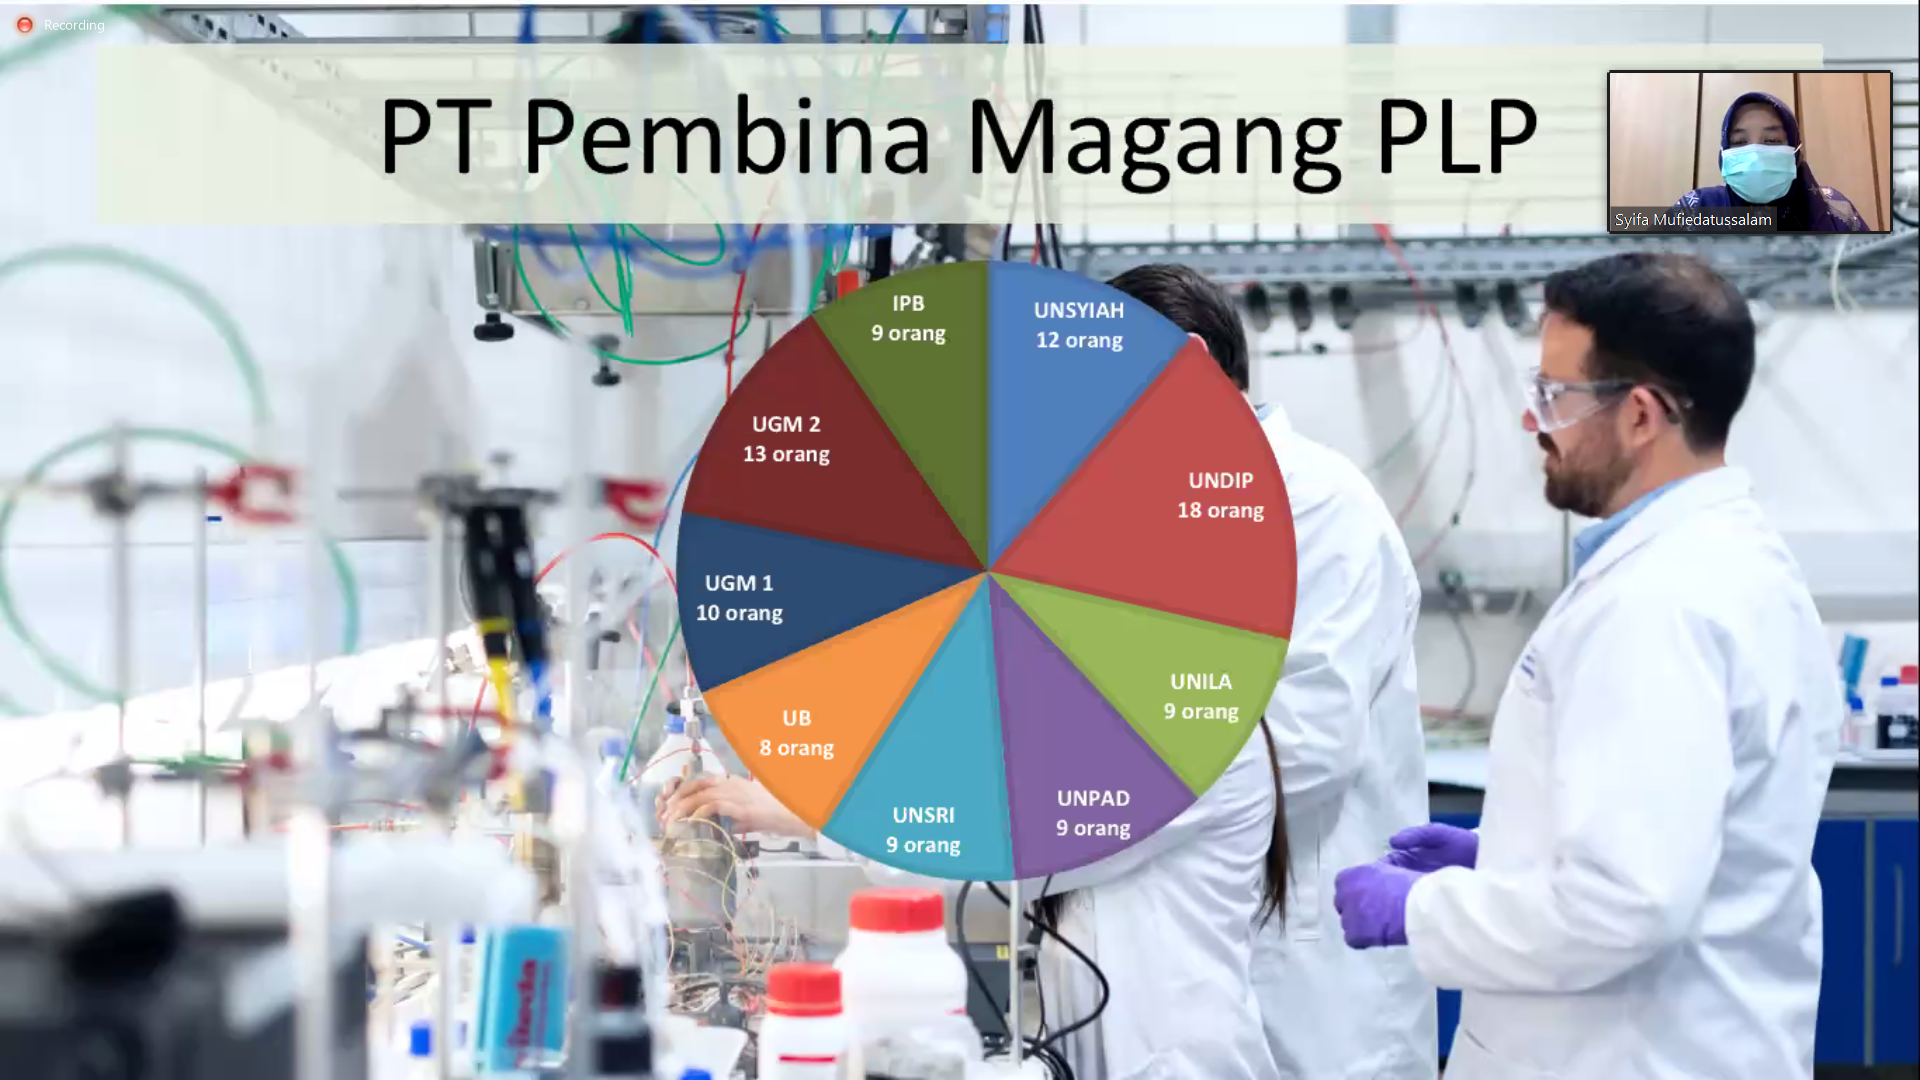 Recording
PT Pembina Magang PLP
Syifa Mufiedatussalam
IPB
9 orang
UNSYIAH
12 orang
UGM 2
13 orang
UNDIP
18 orang
UGM 1
10 orang
UNILA
9 orang
UB
8 orang
UNPAD
9 orang
UNSRI
9 orang
vileda